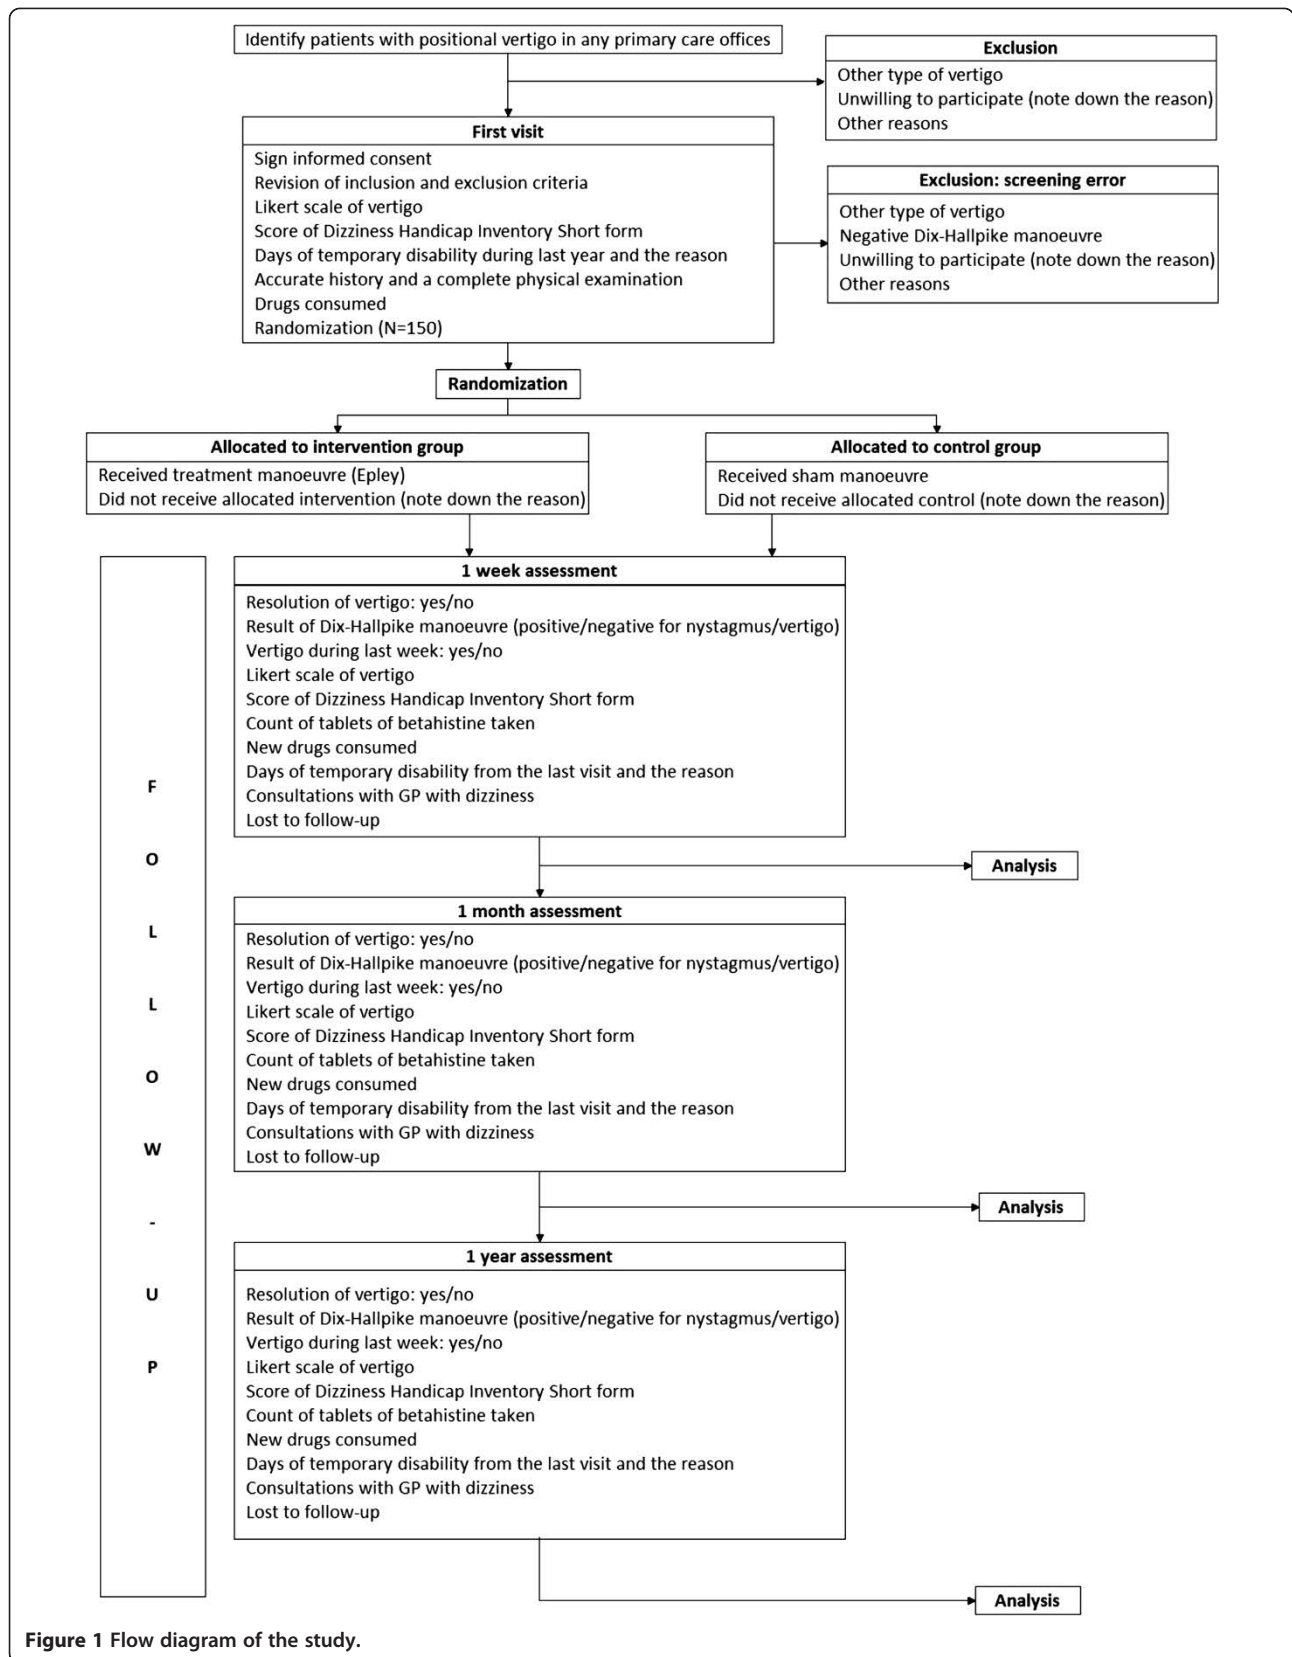 Identify patients with positional vertigo in any primary care offices
Exclusion
Other type of vertigo
Unwilling to participate (note down the reason)
Other reasons
First visit
Sign informed consent
Revision of inclusion and exclusion criteria
Likert scale of vertigo
Score of Dizziness Handicap Inventory Short form
Days of temporary disability during last year and the reason
Accurate history and a complete physical examination
Drugs consumed
Randomization (N=150)
Exclusion: screening error
Other type of vertigo
Negative Dix-Hallpike manoeuvre
Unwilling to participate (note down the reason)
Other reasons
Randomization
Allocated to intervention group
Received treatment manoeuvre (Epley)
Did not receive allocated intervention (note down the reason)
Allocated to control group
Received sham manoeuvre
Did not receive allocated control (note down the reason)
F
O
L
L
O
W
-
U
P
1 week assessment
Resolution of vertigo: yes/no
Result of Dix-Hallpike manoeuvre (positive/negative for nystagmus/vertigo)
Vertigo during last week: yes/no
Likert scale of vertigo
Score of Dizziness Handicap Inventory Short form
Count of tablets of betahistine taken
New drugs consumed
Days of temporary disability from the last visit and the reason
Consultations with GP with dizziness
Lost to follow-up
Analysis
1 month assessment
Resolution of vertigo: yes/no
Result of Dix-Hallpike manoeuvre (positive/negative for nystagmus/vertigo)
Vertigo during last week: yes/no
Likert scale of vertigo
Score of Dizziness Handicap Inventory Short form
Count of tablets of betahistine taken
New drugs consumed
Days of temporary disability from the last visit and the reason
Consultations with GP with dizziness
Lost to follow-up
Analysis
1 year assessment
Resolution of vertigo: yes/no
Result of Dix-Hallpike manoeuvre (positive/negative for nystagmus/vertigo)
Vertigo during last week: yes/no
Likert scale of vertigo
Score of Dizziness Handicap Inventory Short form
Count of tablets of betahistine taken
New drugs consumed
Days of temporary disability from the last visit and the reason
Consultations with GP with dizziness
Lost to follow-up
Analysis
Figure 1 Flow diagram of the study.